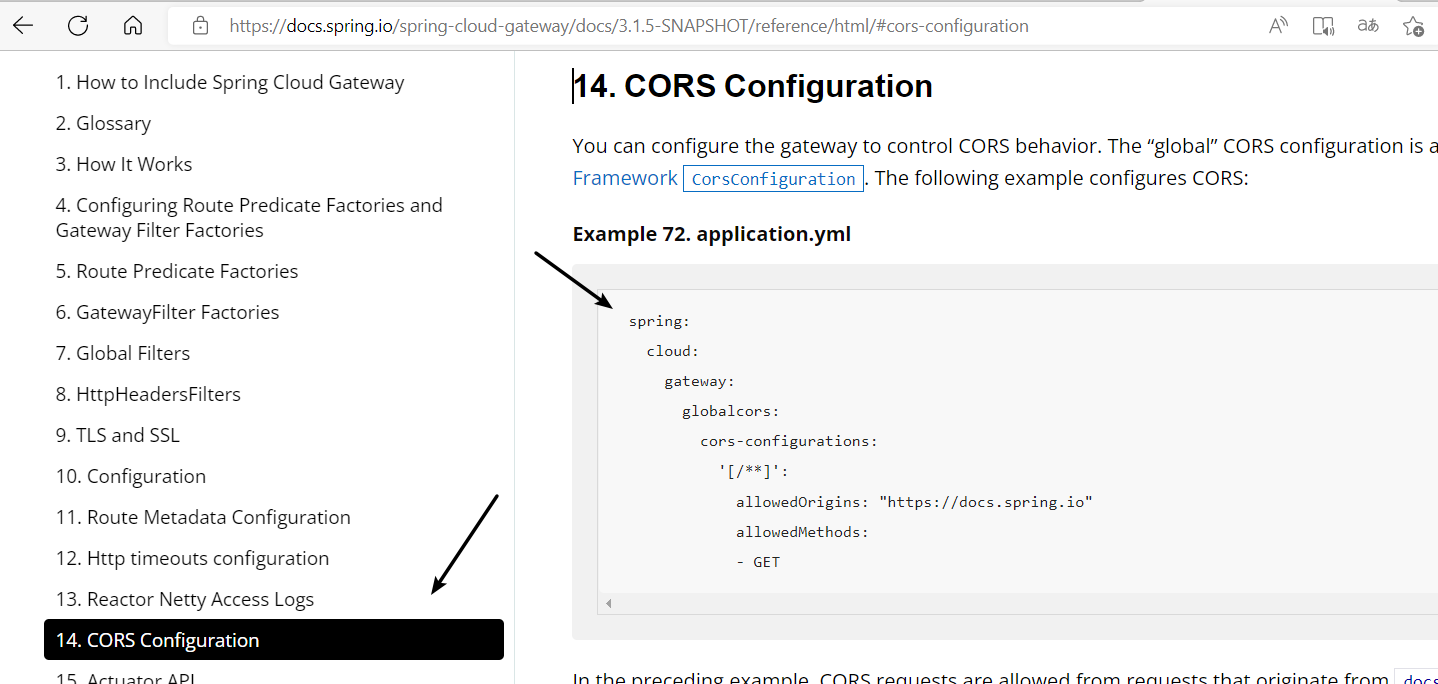 https://docs.spring.io/spring-cloud-gateway/docs/3.1.5-SNAPSHOT/reference/html/#cors-configuration
aあ
1. How to Include Spring Cloud Gateway
2. Glossary
3. How It Works
4. Configuring Route Predicate Factories and
Gateway Filter Factories
5. Route Predicate Factories
6. GatewayFilter Factories
7. Global Filters
8. HttpHeadersFilters
9. TLS and SSL
10. Configuration
11. Route Metadata Configuration
12. Http timeouts configuration
13. Reactor Netty Access Logs
14. CORS Configuration
15. Actuator API
14. CORS Configuration
You can configure the gateway to control CORS behavior. The “global” CORS configuration is a
Framework CorsConfiguration. The following example configures CORS:
Example 72. application.yml
spring:
cloud:
gateway:
globalcors:
cors-configurations:
'[/**]':
allowedOrigins: "https://docs.spring.io"
allowedMethods:
- GET
In the preceding example, CORS requests are allowed from requests that originate from docs